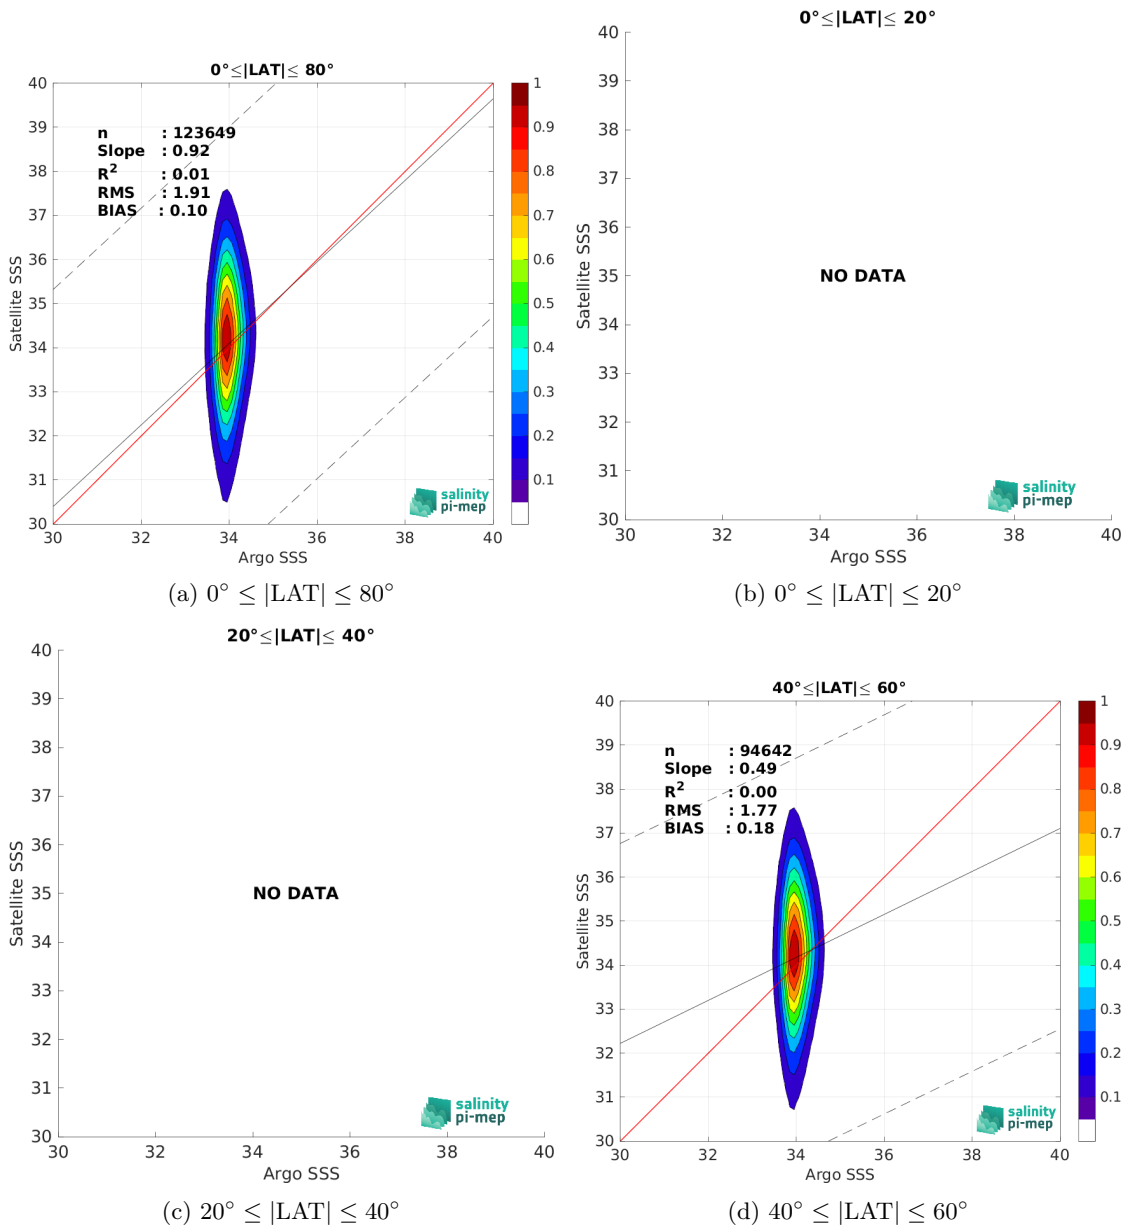 0°≤|LAT|≤ 80°
n : 123649
Slope : 0.92
R2 : 0.01
RMS : 1.91
BIAS : 0.10
40
39
38
37
36
35
34
33
32
31
30
Satellite SSS
30 32 34 36 38 40
Argo SSS
1
0.9
0.8
0.7
0.6
0.5
0.4
0.3
0.2
0.1
salinity
pi-mep
(a) 0° ≤ |LAT| ≤ 80°
0°≤|LAT|≤ 20°
40
39
38
37
36
35
34
33
32
31
30
Satellite SSS
NO DATA
30 32 34 36 38 40
Argo SSS
salinity
pi-mep
(b) 0° ≤ |LAT| ≤ 20°
20°≤|LAT|≤ 40°
40
39
38
37
36
35
34
33
32
31
30
Satellite SSS
NO DATA
30 32 34 36 38 40
Argo SSS
salinity
pi-mep
(c) 20° ≤ |LAT| ≤ 40°
40°≤|LAT|≤ 60°
n : 94642
Slope : 0.49
R2 : 0.00
RMS : 1.77
BIAS : 0.18
40
39
38
37
36
35
34
33
32
31
30
Satellite SSS
30 32 34 36 38 40
Argo SSS
1
0.9
0.8
0.7
0.6
0.5
0.4
0.3
0.2
0.1
salinity
pi-mep
(d) 40° ≤ |LAT| ≤ 60°